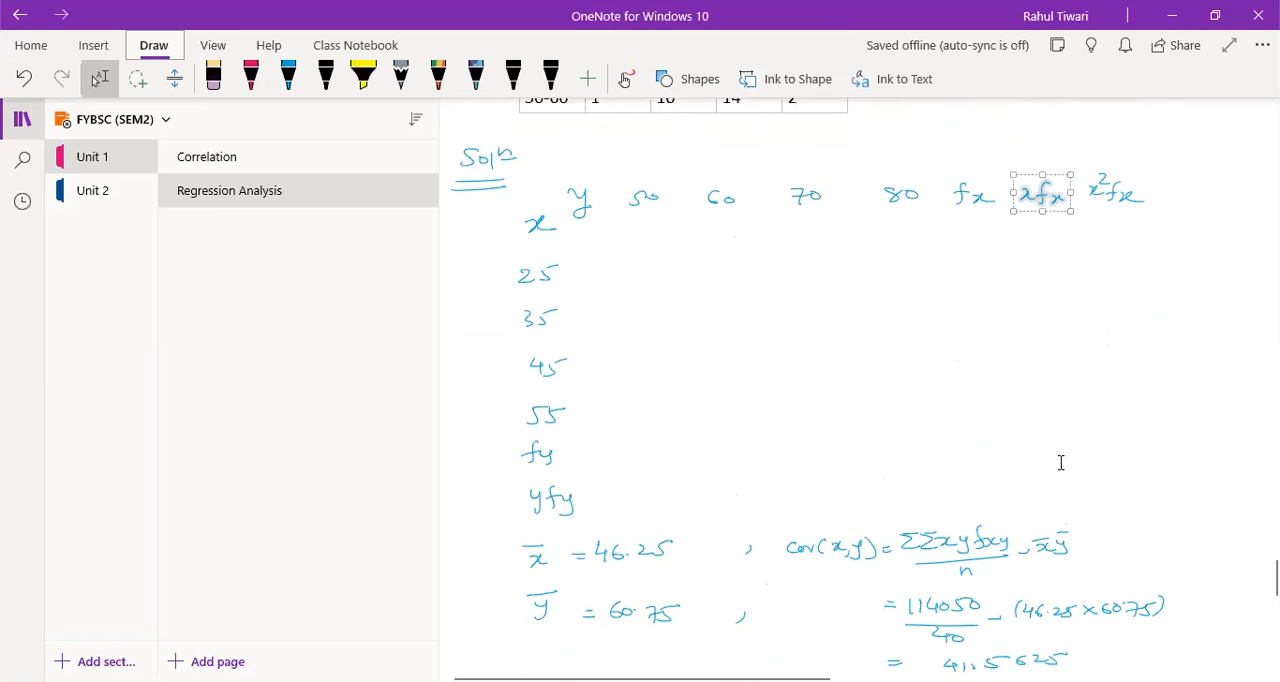 OneNote for Windows 10
Rahul Tiwari
Home Insert Draw View Help Class Notebook
Saved offline (auto-sync is off) Share
Shapes Ink to Shape Ink to Text
FYBSC (SEM2)
Unit 1
Unit 2
Correlation
Regression Analysis
Add sect...
Add page
50-60 1 10 14 2
Solⁿ
y 50 60 70 80 fx xfx x²fx
x
25
35
45
55
fy
yfy
x̄ = 46.25 , cov(x,y) = ΣΣxyfxy/n - x̄ȳ
ȳ = 60.75 , = 114050/40 - (46.25 × 60.75)
= 41.5625